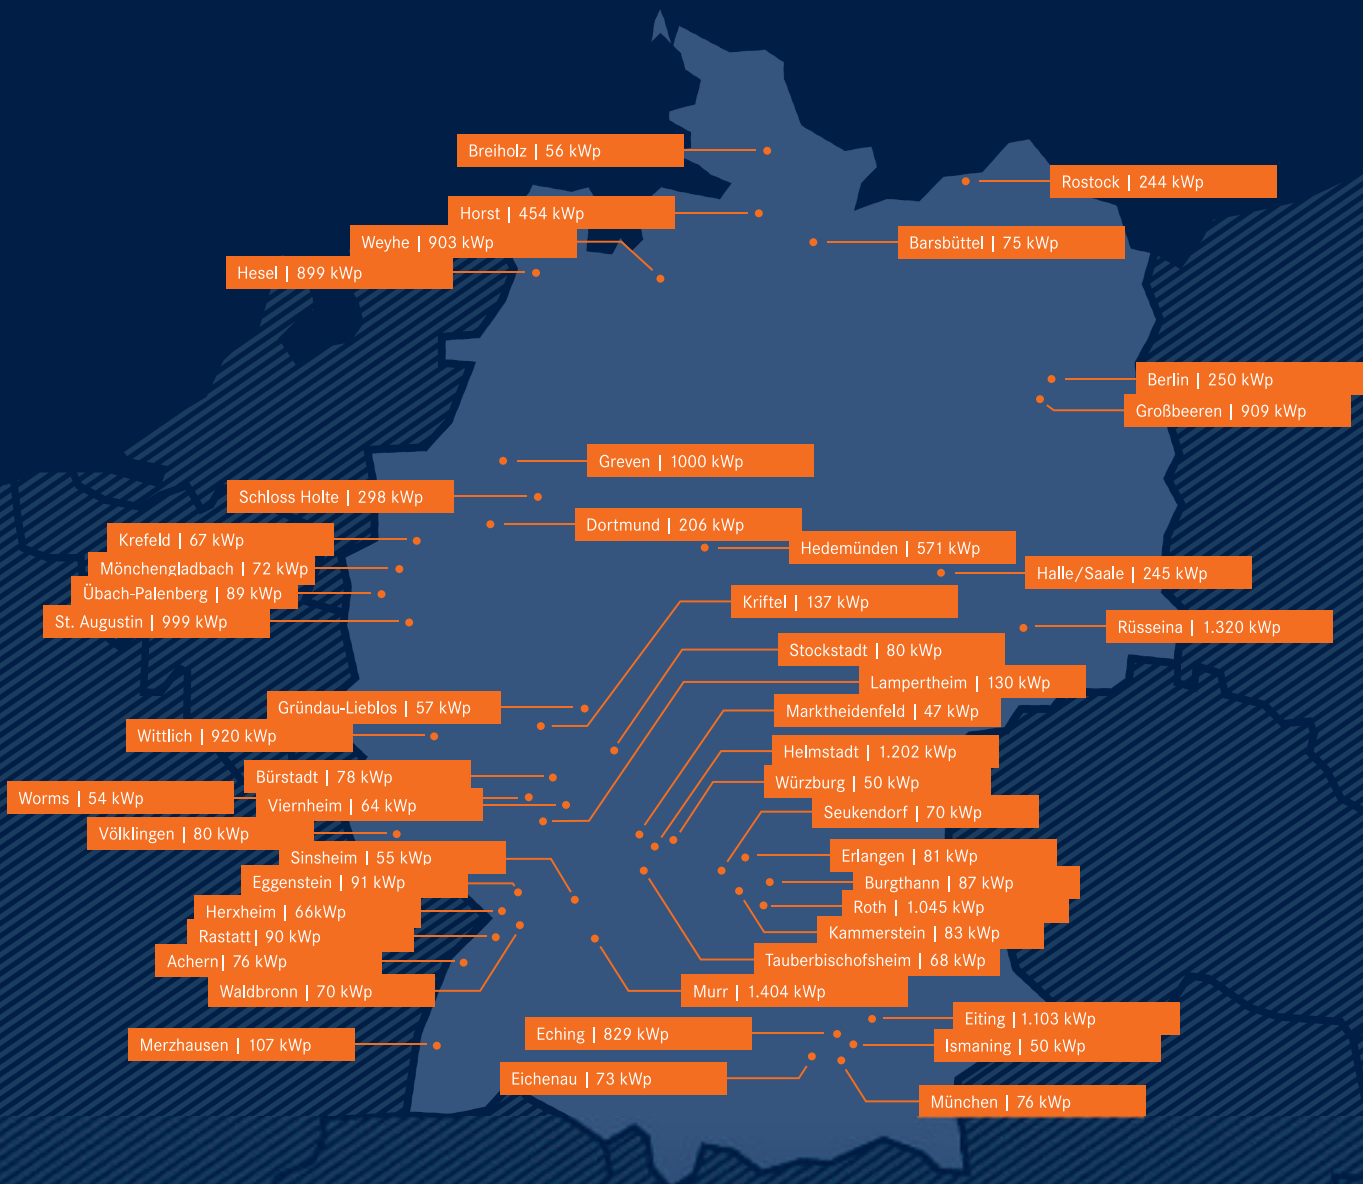 Breiholz | 56 kWp
Rostock | 244 kWp
Horst | 454 kWp
Weyhe | 903 kWp
Barsbüttel | 75 kWp
Hesel | 899 kWp
Berlin | 250 kWp
Großbeeren | 909 kWp
Greven | 1000 kWp
Schloss Holte | 298 kWp
Dortmund | 206 kWp
Krefeld | 67 kWp
Hedemünden | 571 kWp
Mönchengladbach | 72 kWp
Halle/Saale | 245 kWp
Übach-Palenberg | 89 kWp
Kriftel | 137 kWp
St. Augustin | 999 kWp
Rüsseina | 1.320 kWp
Stockstadt | 80 kWp
Lampertheim | 130 kWp
Gründau-Lieblos | 57 kWp
Marktheidenfeld | 47 kWp
Wittlich | 920 kWp
Helmstadt | 1.202 kWp
Bürstadt | 78 kWp
Würzburg | 50 kWp
Worms | 54 kWp
Viernheim | 64 kWp
Seukendorf | 70 kWp
Völklingen | 80 kWp
Sinsheim | 55 kWp
Erlangen | 81 kWp
Eggenstein | 91 kWp
Burgthann | 87 kWp
Herxheim | 66kWp
Roth | 1.045 kWp
Rastatt | 90 kWp
Kammerstein | 83 kWp
Achern | 76 kWp
Tauberbischofsheim | 68 kWp
Waldbronn | 70 kWp
Murr | 1.404 kWp
Eiting | 1.103 kWp
Eching | 829 kWp
Merzhausen | 107 kWp
Ismaning | 50 kWp
Eichenau | 73 kWp
München | 76 kWp